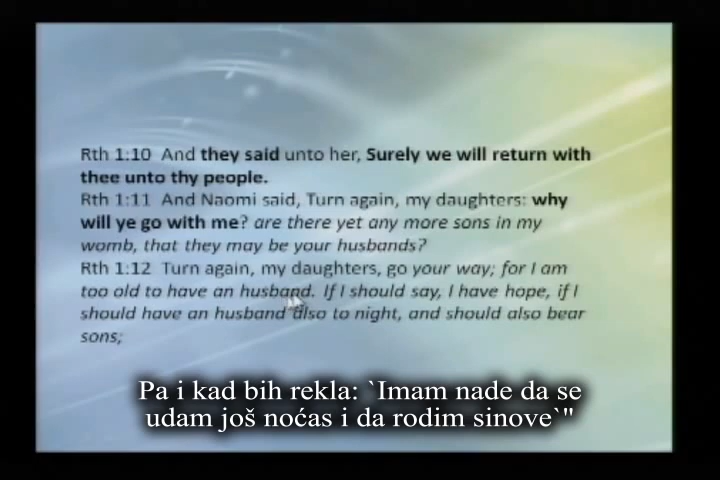 Rth 1:10 And they said unto her, Surely we will return with
thee unto thy people.
Rth 1:11 And Naomi said, Turn again, my daughters: why
will ye go with me? are there yet any more sons in my
womb, that they may be your husbands?
Rth 1:12 Turn again, my daughters, go your way; for I am
too old to have an husband. If I should say, I have hope, if I
should have an husband also to night, and should also bear
sons;
Pa i kad bih rekla: `Imam nade da se
udam još noćas i da rodim sinove`"